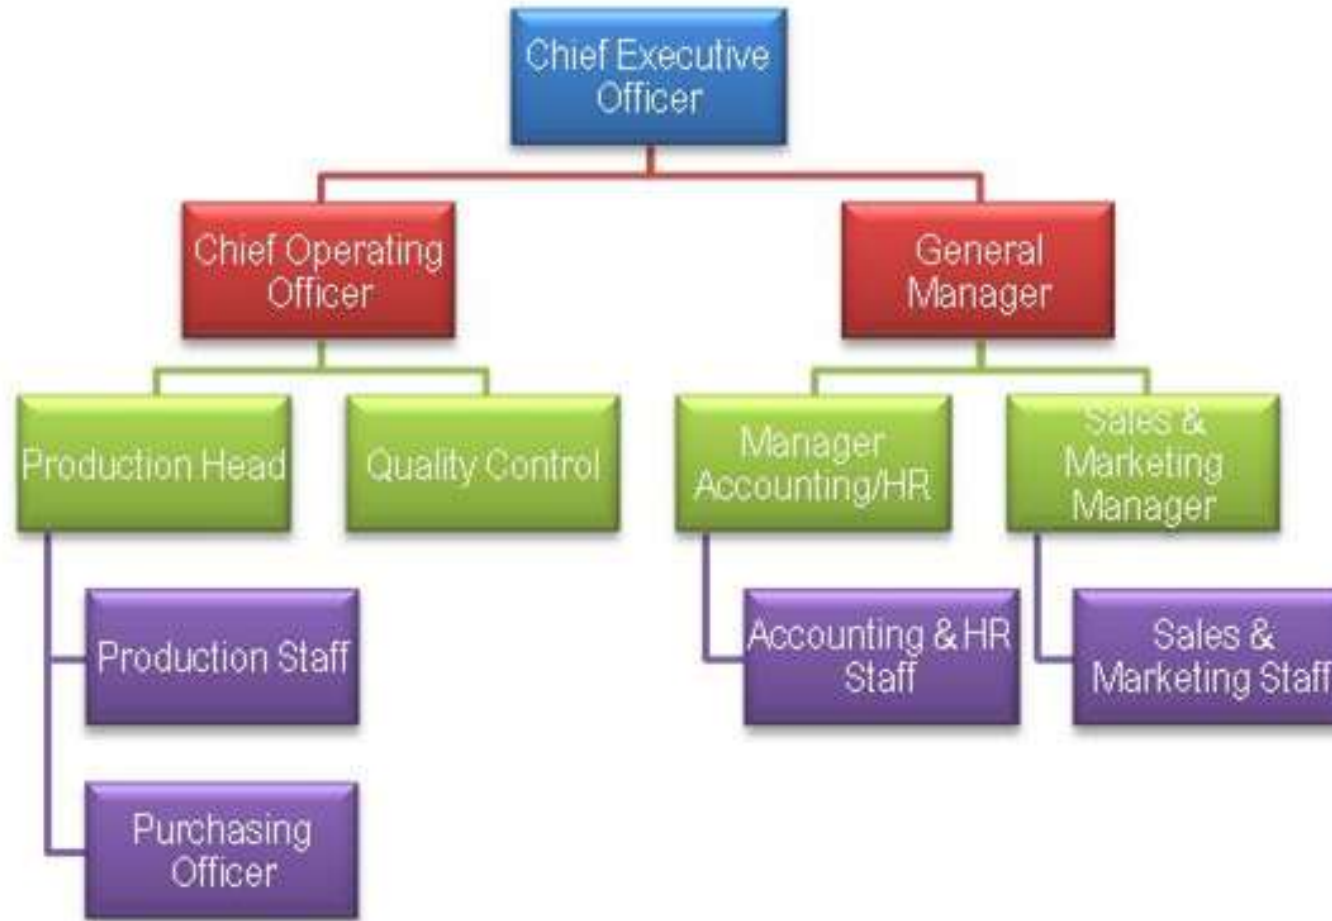 Chief Executive
Officer
Chief Operating
Officer
General
Manager
Production Head
Quality Control
Manager
Accounting/HR
Sales &
Marketing
Manager
Production Staff
Accounting & HR
Staff
Sales &
Marketing Staff
Purchasing
Officer